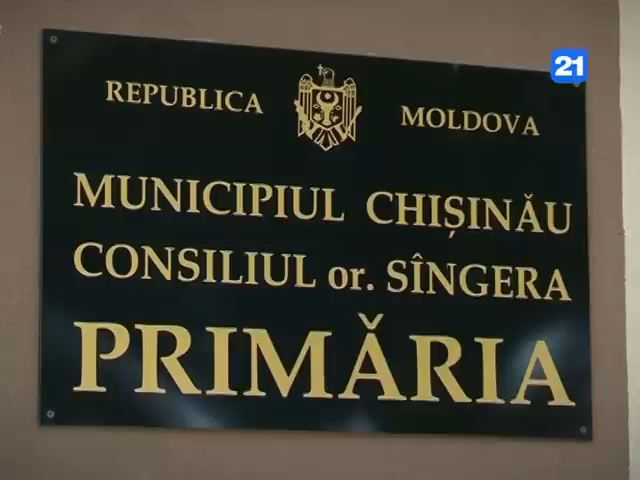 21
REPUBLICA MOLDOVA
MUNICIPIUL CHIȘINĂU
CONSILIUL or. SÎNGERA
PRIMĂRIA